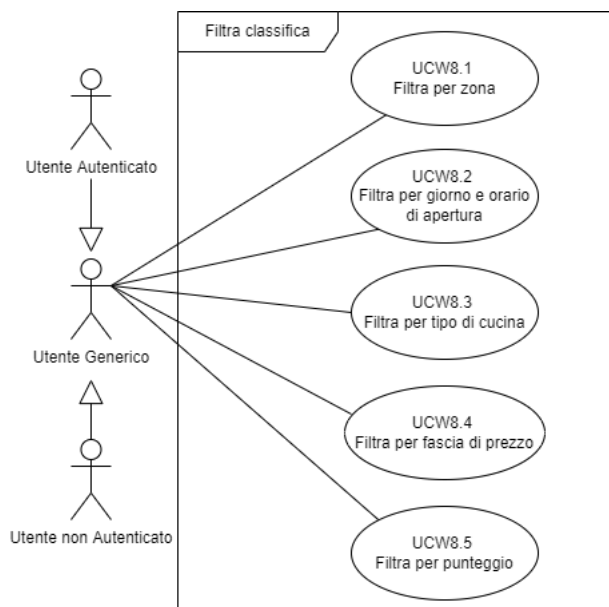 Filtra classifica
UCW8.1
Filtra per zona
Utente Autenticato
UCW8.2
Filtra per giorno e orario
di apertura
UCW8.3
Filtra per tipo di cucina
Utente Generico
UCW8.4
Filtra per fascia di prezzo
Utente non Autenticato
UCW8.5
Filtra per punteggio